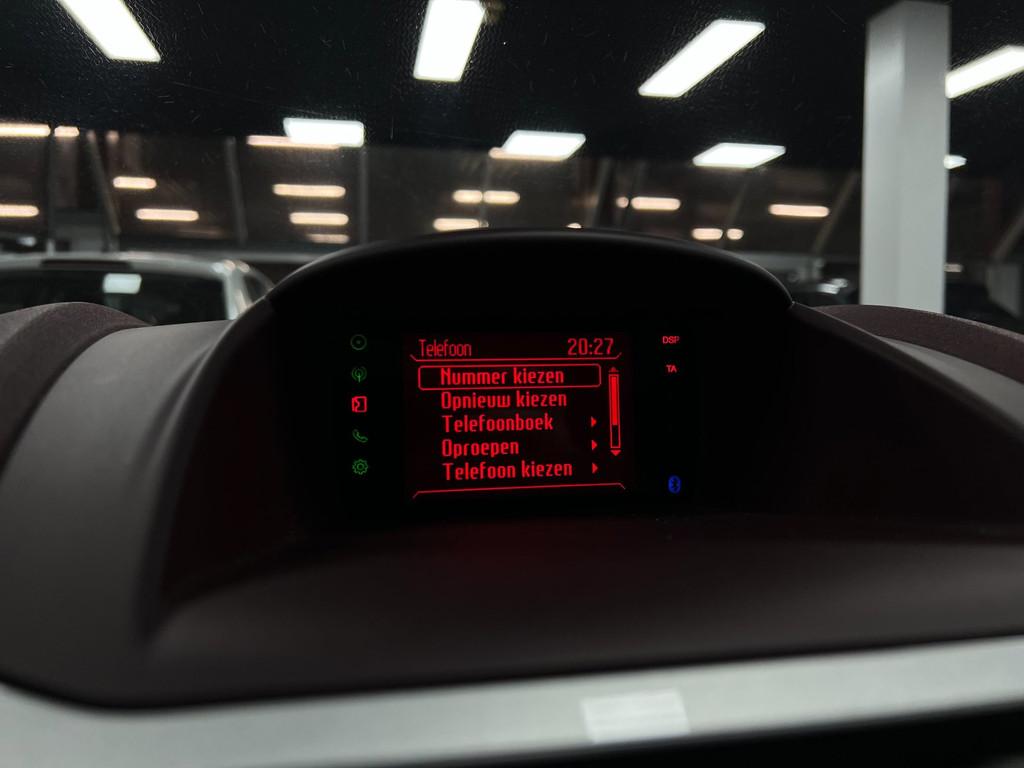 Telefoon 20:27
Nummer kiezen
Opnieuw kiezen
Telefoonboek
Oproepen
Telefoon kiezen
DSP
TA